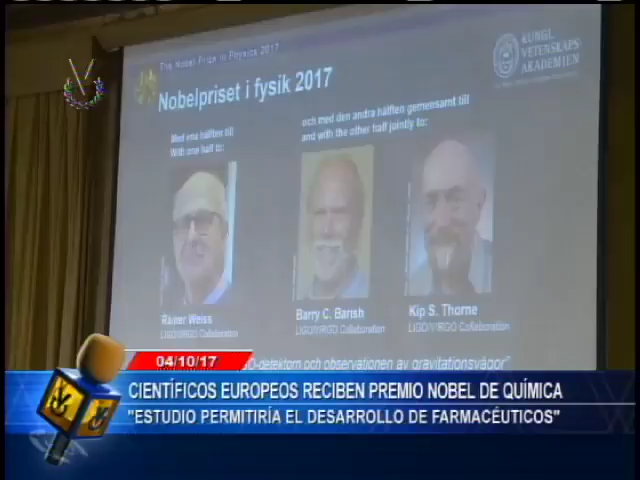 The Nobel Prize in Physics 2017
Nobelpriset i fysik 2017
KUNGL.
VETENSKAPS
AKADEMIEN
Med ena hälften till
With one half to:
och med den andra hälften gemensamt till
and with the other half jointly to:
Rainer Weiss
LIGO/VIRGO Collaboration
Barry C. Barish
LIGO/VIRGO Collaboration
Kip S. Thorne
LIGO/VIRGO Collaboration
-detektorn och observationen av gravitationsvågor"
04/10/17
CIENTÍFICOS EUROPEOS RECIBEN PREMIO NOBEL DE QUÍMICA
"ESTUDIO PERMITIRÍA EL DESARROLLO DE FARMACÉUTICOS"